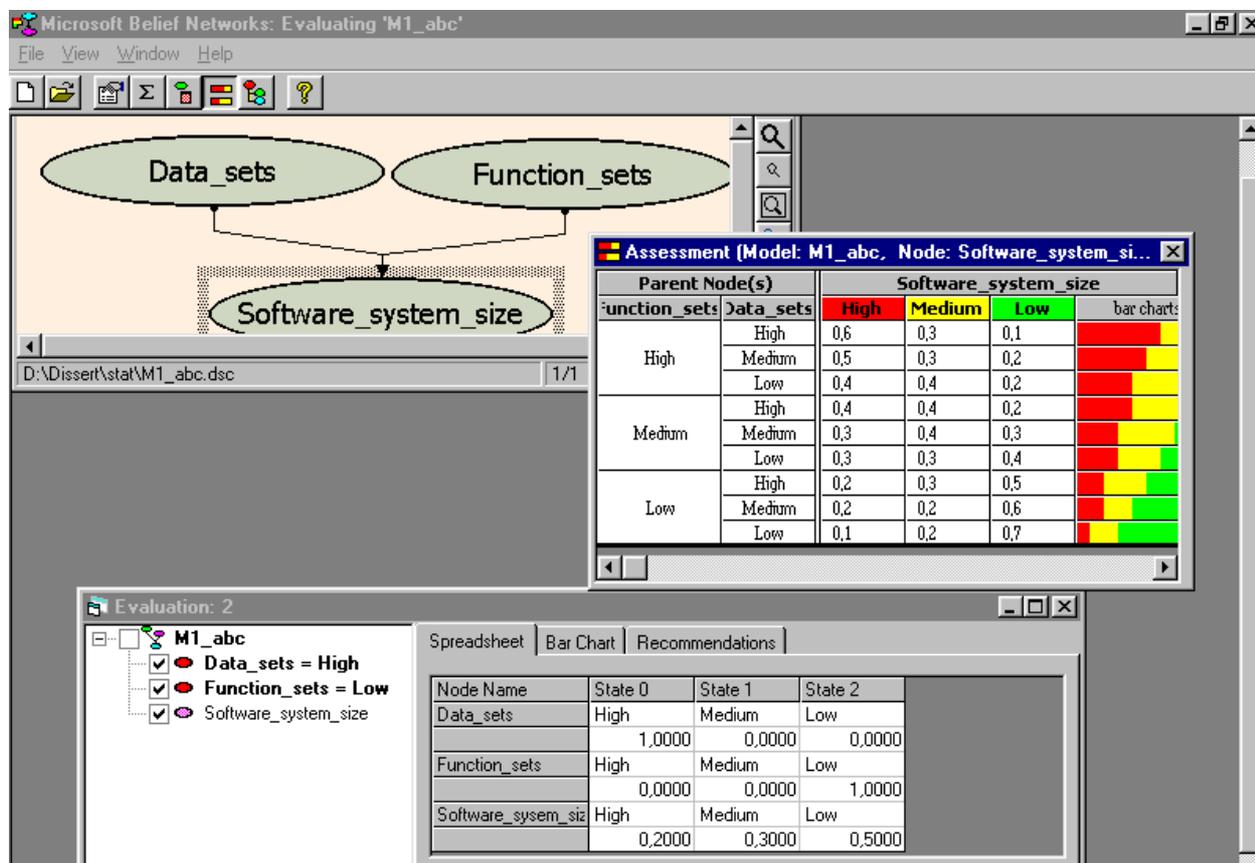 Microsoft Belief Networks: Evaluating 'M1_abc'
File View Window Help
Data_sets
Function_sets
Software_system_size
D:\Dissert\stat\M1_abc.dsc 1/1
Assessment (Model: M1_abc, Node: Software_system_si...
Parent Node(s) Software_system_size
unction_sets Data_sets High Medium Low bar charts
High High 0,6 0,3 0,1
Medium 0,5 0,3 0,2
Low 0,4 0,4 0,2
Medium High 0,4 0,4 0,2
Medium 0,3 0,4 0,3
Low 0,3 0,3 0,4
Low High 0,2 0,3 0,5
Medium 0,2 0,2 0,6
Low 0,1 0,2 0,7
Evaluation: 2
M1_abc
Data_sets = High
Function_sets = Low
Software_system_size
Spreadsheet Bar Chart Recommendations
Node Name State 0 State 1 State 2
Data_sets High Medium Low
1,0000 0,0000 0,0000
Function_sets High Medium Low
0,0000 0,0000 1,0000
Software_sysem_siz High Medium Low
0,2000 0,3000 0,5000